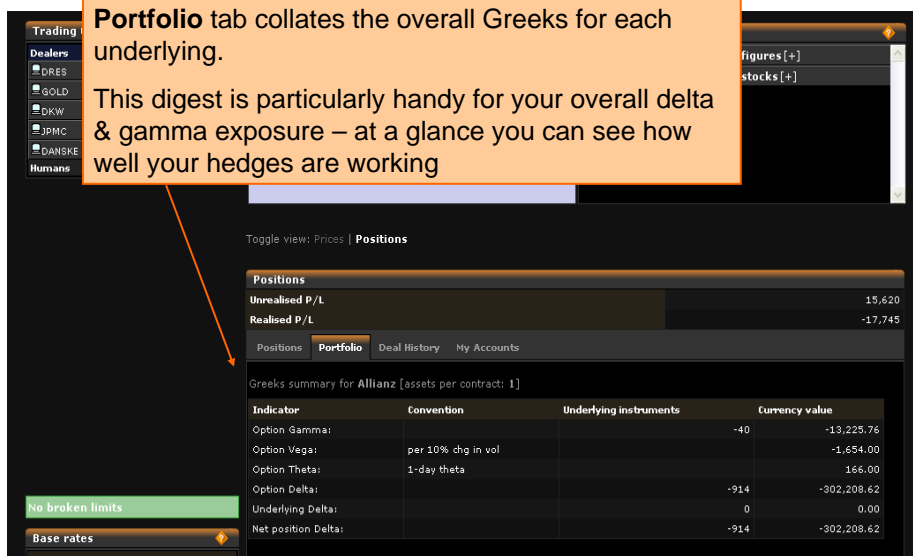 Portfolio tab collates the overall Greeks for each
underlying.
This digest is particularly handy for your overall delta
& gamma exposure – at a glance you can see how
well your hedges are working
Trading
Dealers
DRES
GOLD
DKW
JPMC
DANSKE
Humans
figures[+]
stocks[+]
Toggle view: Prices | Positions
Positions
Unrealised P/L 15,620
Realised P/L -17,745
Positions Portfolio Deal History My Accounts
Greeks summary for Allianz [assets per contract: 1]
Indicator Convention Underlying instruments Currency value
Option Gamma: -40 -13,225.76
Option Vega: per 10% chg in vol -1,654.00
Option Theta: 1-day theta 166.00
Option Delta: -914 -302,208.62
Underlying Delta: 0 0.00
Net position Delta: -914 -302,208.62
No broken limits
Base rates